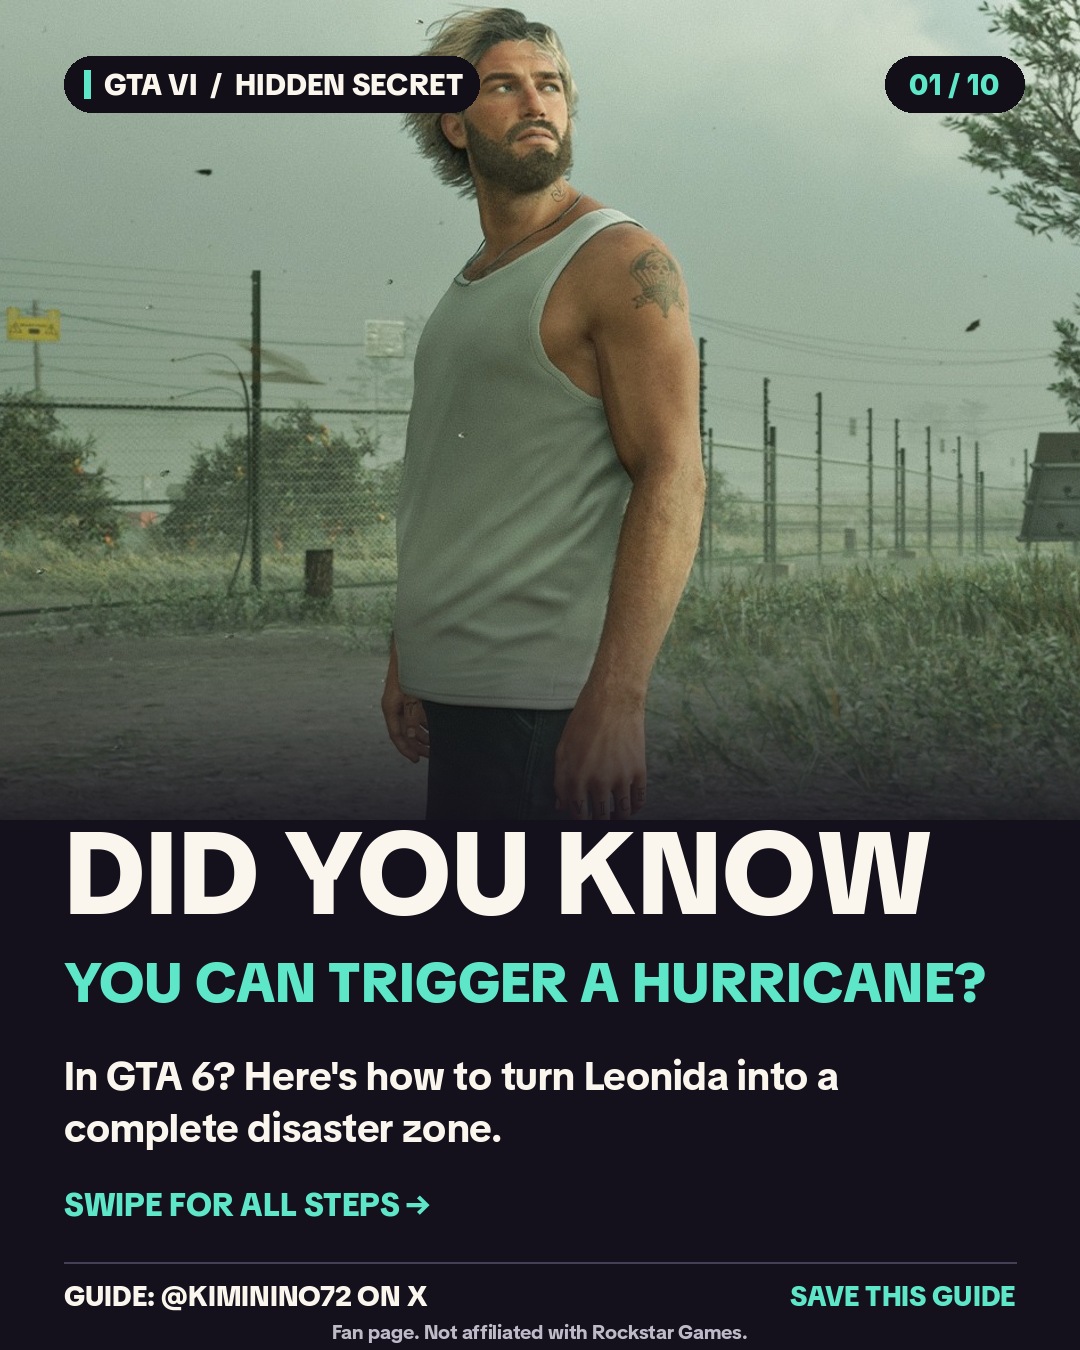 GTA VI / HIDDEN SECRET
01 / 10
DID YOU KNOW
YOU CAN TRIGGER A HURRICANE?
In GTA 6? Here's how to turn Leonida into a
complete disaster zone.
SWIPE FOR ALL STEPS →
GUIDE: @KIMININO72 ON X
SAVE THIS GUIDE
Fan page. Not affiliated with Rockstar Games.